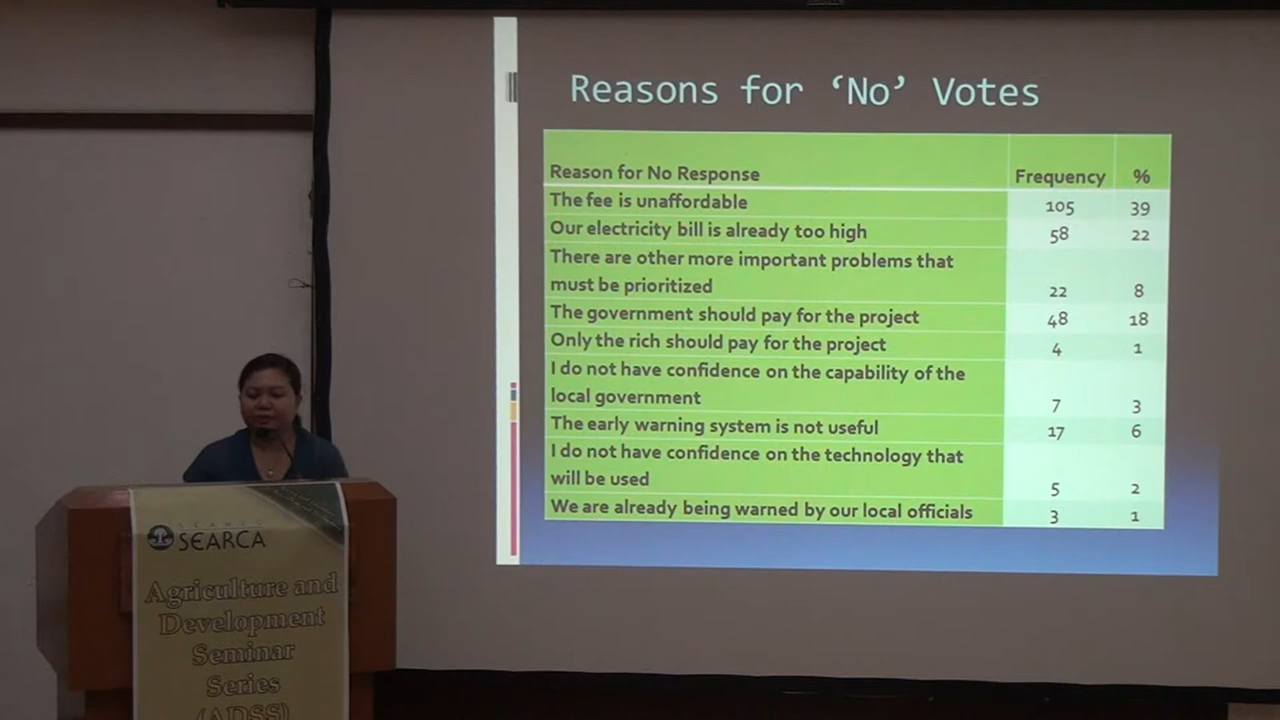 Reasons for ‘No’ Votes
Reason for No Response Frequency %
The fee is unaffordable 105 39
Our electricity bill is already too high 58 22
There are other more important problems that
must be prioritized 22 8
The government should pay for the project 48 18
Only the rich should pay for the project 4 1
I do not have confidence on the capability of the
local government 7 3
The early warning system is not useful 17 6
I do not have confidence on the technology that
will be used 5 2
We are already being warned by our local officials 3 1
SEAMEO
SEARCA
Agriculture and
Development
Seminar
Series
(ADSS)